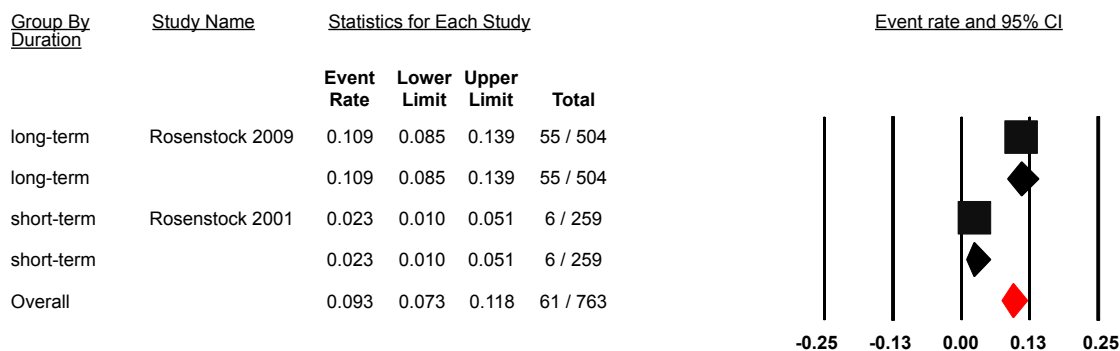 Group By Study Name Statistics for Each Study Event rate and 95% CI
Duration
Event Lower Upper
Rate Limit Limit Total
long-term Rosenstock 2009 0.109 0.085 0.139 55 / 504
long-term 0.109 0.085 0.139 55 / 504
short-term Rosenstock 2001 0.023 0.010 0.051 6 / 259
short-term 0.023 0.010 0.051 6 / 259
Overall 0.093 0.073 0.118 61 / 763
-0.25 -0.13 0.00 0.13 0.25